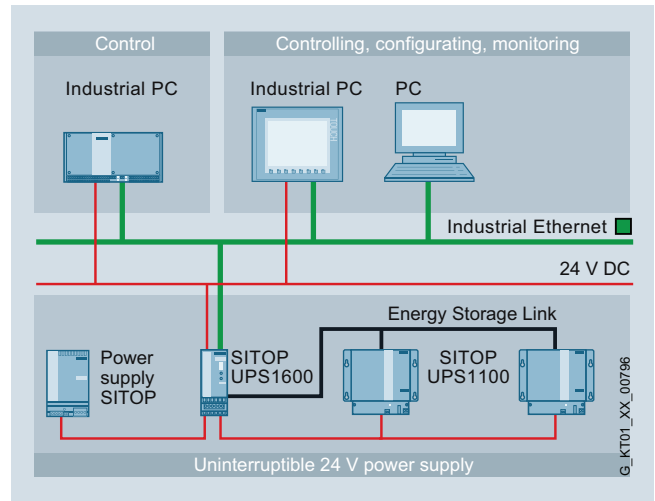 Control
Controlling, configurating, monitoring
Industrial PC
Industrial PC
PC
TOUCH
Industrial Ethernet
24 V DC
Energy Storage Link
Power
supply
SITOP
SITOP
UPS1600
SITOP
UPS1100
G_KT01_XX_00796
Uninterruptible 24 V power supply